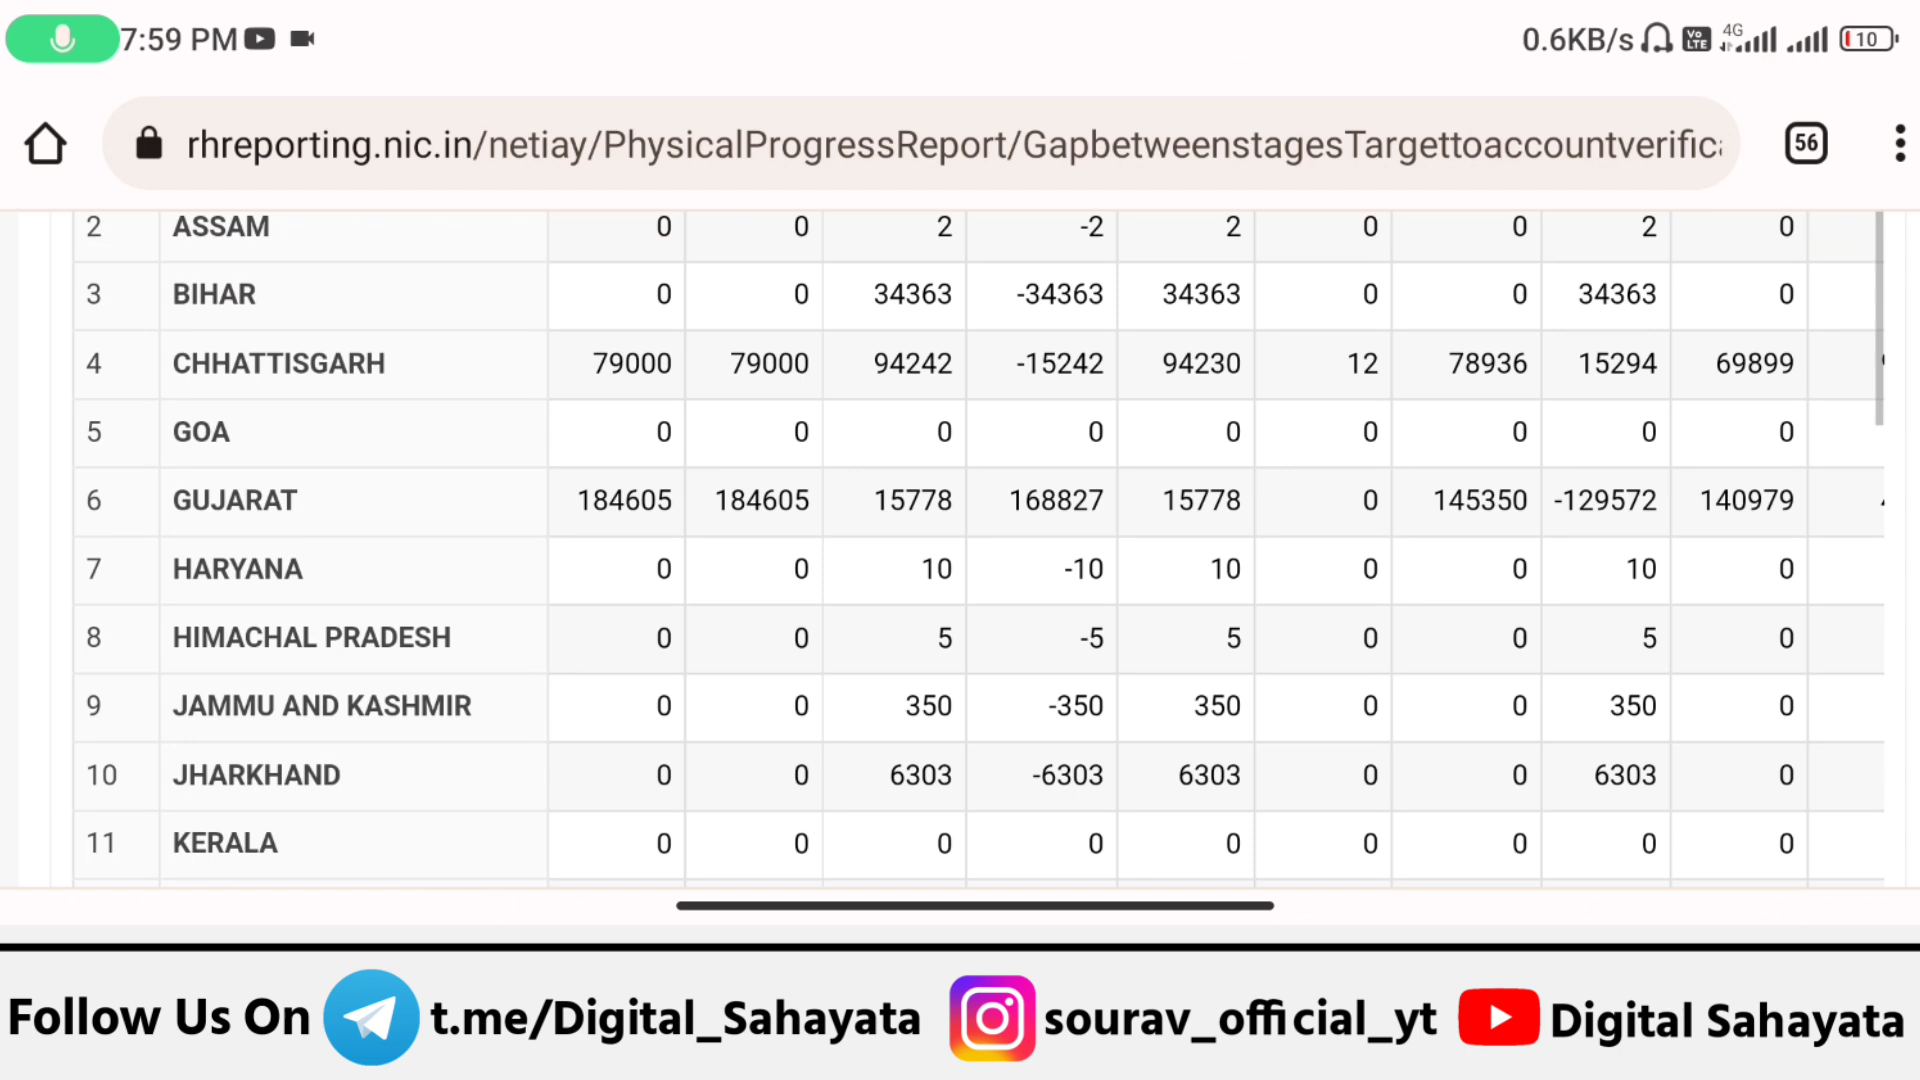 7:59 PM 0.6KB/s Vo LTE 4G 10
rhreporting.nic.in/netiay/PhysicalProgressReport/GapbetweenstagesTargettoaccountverific
56
2 ASSAM 0 0 2 -2 2 0 0 2 0
3 BIHAR 0 0 34363 -34363 34363 0 0 34363 0
4 CHHATTISGARH 79000 79000 94242 -15242 94230 12 78936 15294 69899
5 GOA 0 0 0 0 0 0 0 0 0
6 GUJARAT 184605 184605 15778 168827 15778 0 145350 -129572 140979
7 HARYANA 0 0 10 -10 10 0 0 10 0
8 HIMACHAL PRADESH 0 0 5 -5 5 0 0 5 0
9 JAMMU AND KASHMIR 0 0 350 -350 350 0 0 350 0
10 JHARKHAND 0 0 6303 -6303 6303 0 0 6303 0
11 KERALA 0 0 0 0 0 0 0 0 0
Follow Us On t.me/Digital_Sahayata sourav_official_yt Digital Sahayata